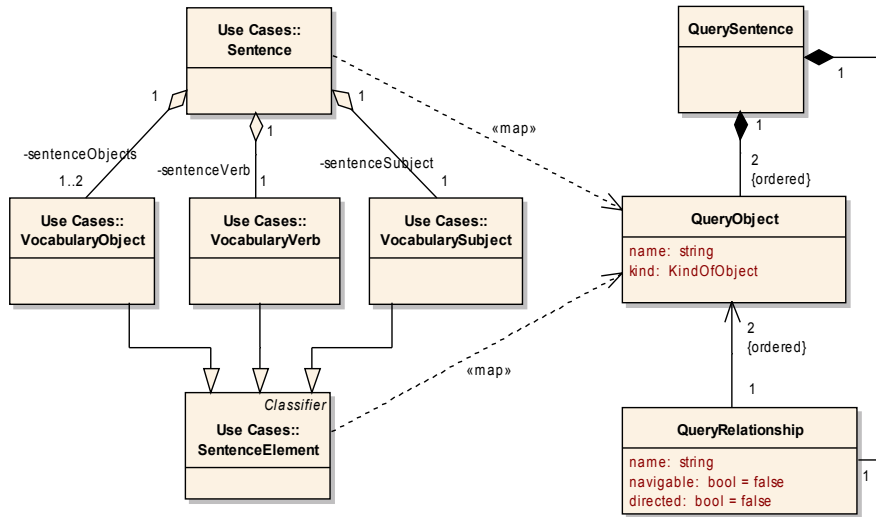 Use Cases::
Sentence
QuerySentence
1
1
1
1
1
«map»
-sentenceObjects
-sentenceVerb
-sentenceSubject
1..2
1
1
2
{ordered}
Use Cases::
VocabularyObject
Use Cases::
VocabularyVerb
Use Cases::
VocabularySubject
QueryObject
name: string
kind: KindOfObject
2
{ordered}
«map»
1
Classifier
Use Cases::
SentenceElement
QueryRelationship
name: string
navigable: bool = false
directed: bool = false
1